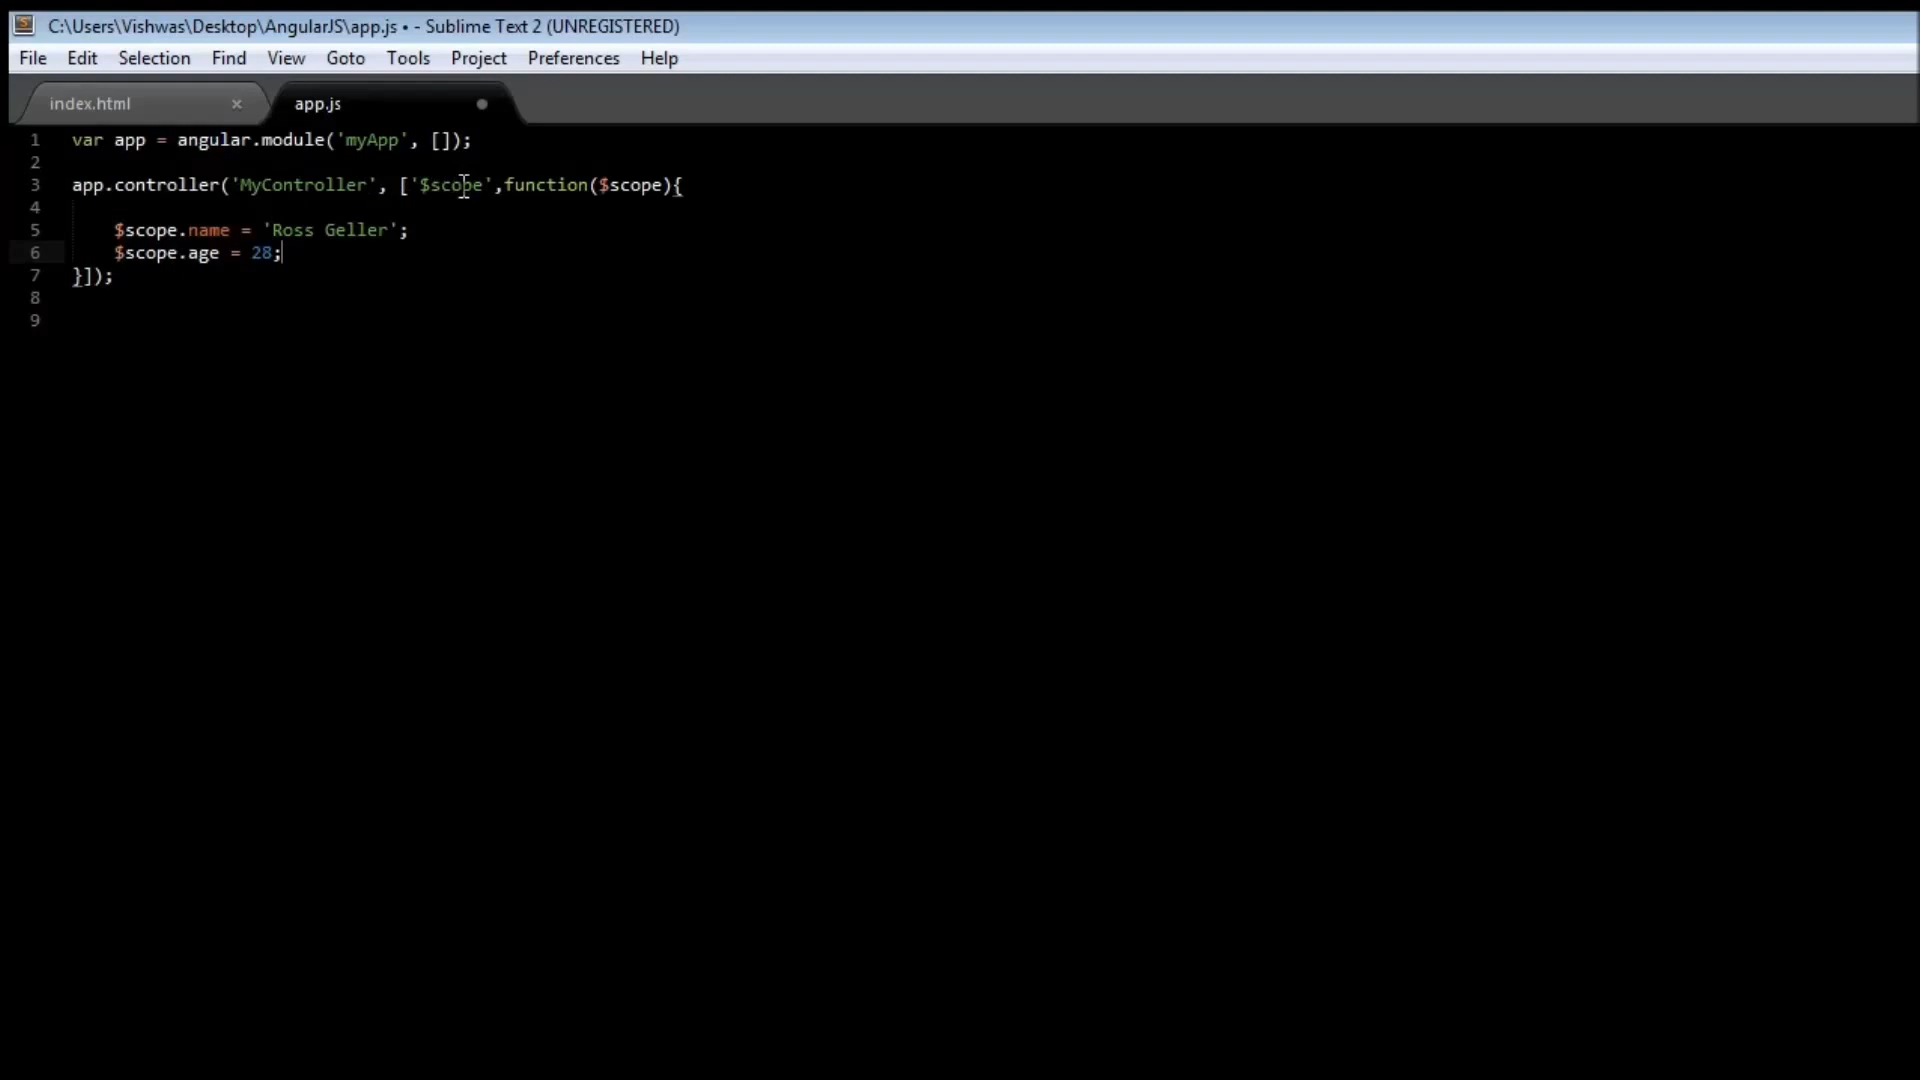 C:\Users\Vishwas\Desktop\AngularJS\app.js • - Sublime Text 2 (UNREGISTERED)
File Edit Selection Find View Goto Tools Project Preferences Help
index.html × app.js
1 var app = angular.module('myApp', []);
2
3 app.controller('MyController', ['$scope',function($scope){
4
5 $scope.name = 'Ross Geller';
6 $scope.age = 28;
7 }]);
8
9